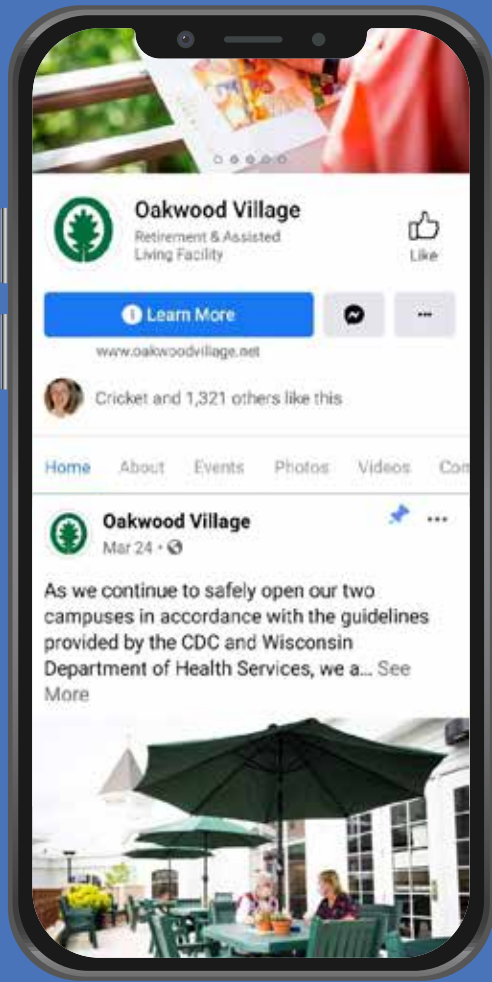 Oakwood Village
Retirement & Assisted
Living Facility
Like
Learn More
www.oakwoodvillage.net
Cricket and 1,321 others like this
Home About Events Photos Videos Com
Oakwood Village
Mar 24 ·
As we continue to safely open our two
campuses in accordance with the guidelines
provided by the CDC and Wisconsin
Department of Health Services, we a... See
More